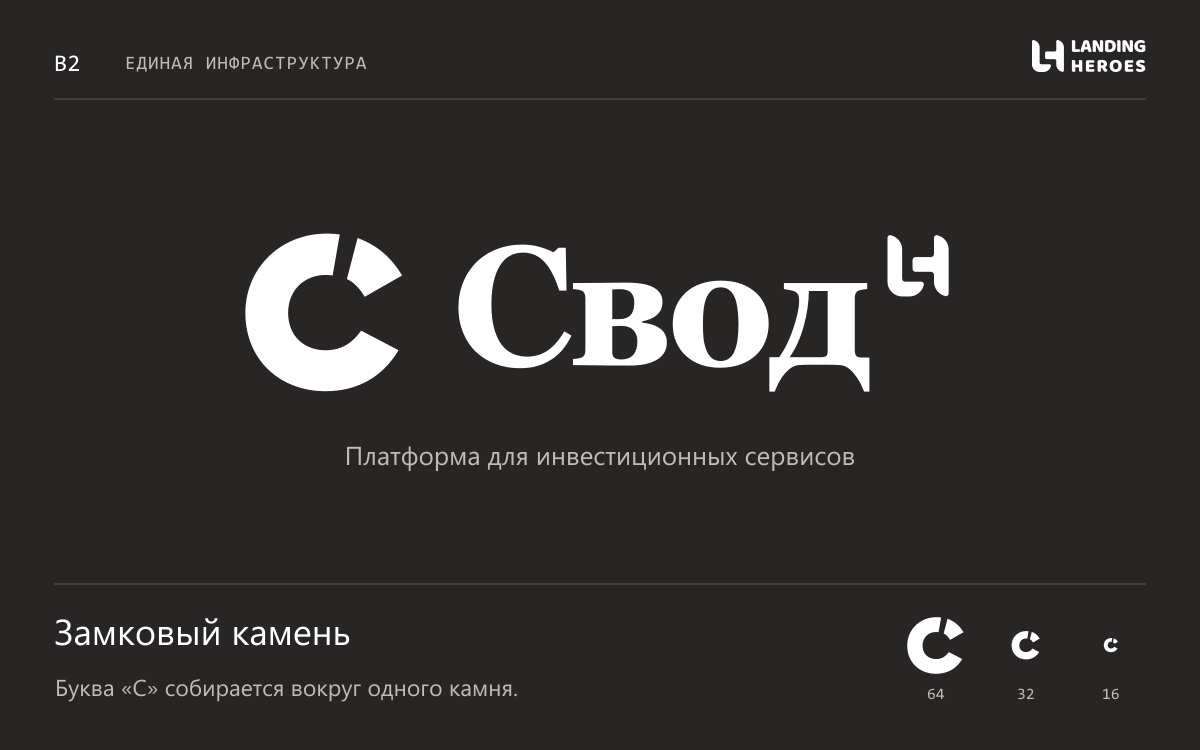 B2 ЕДИНАЯ ИНФРАСТРУКТУРА
LANDING
HEROES
Свод
Платформа для инвестиционных сервисов
Замковый камень
Буква «С» собирается вокруг одного камня.
64 32 16